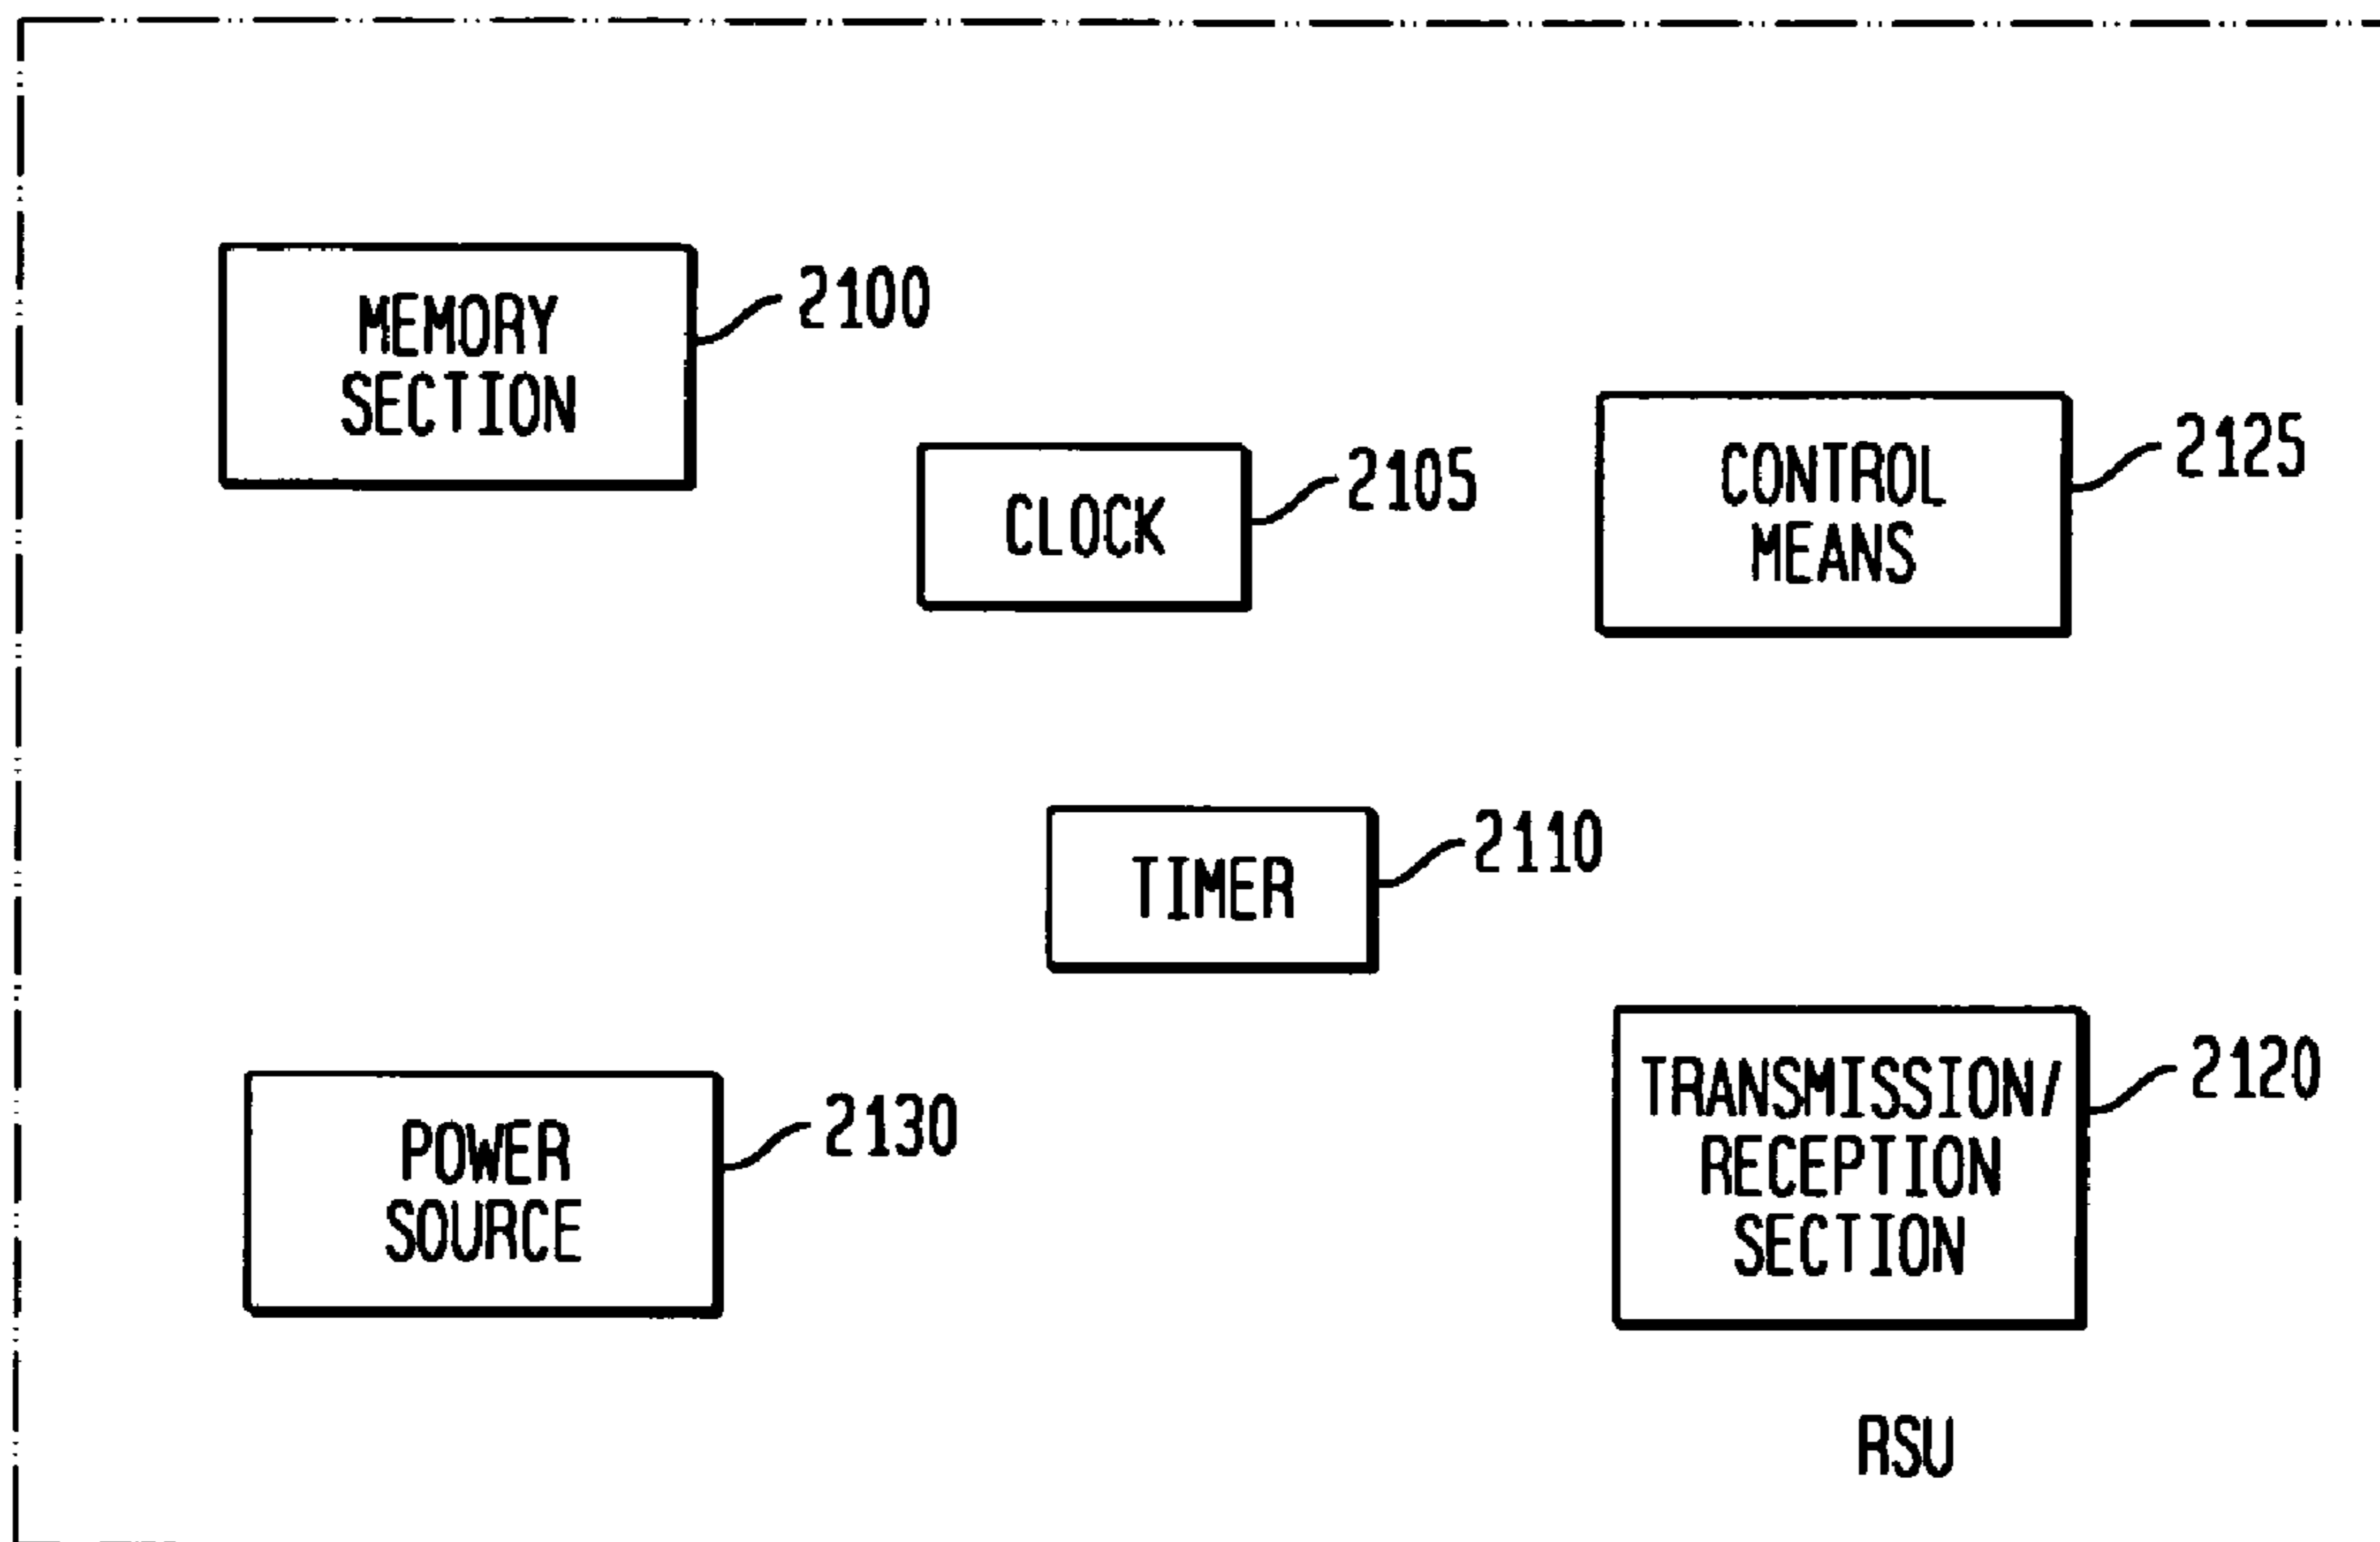 MEMORY
SECTION
2100
CLOCK
2105
CONTROL
MEANS
2125
TIMER
2110
POWER
SOURCE
2130
TRANSMISSION/
RECEPTION
SECTION
2120
RSU